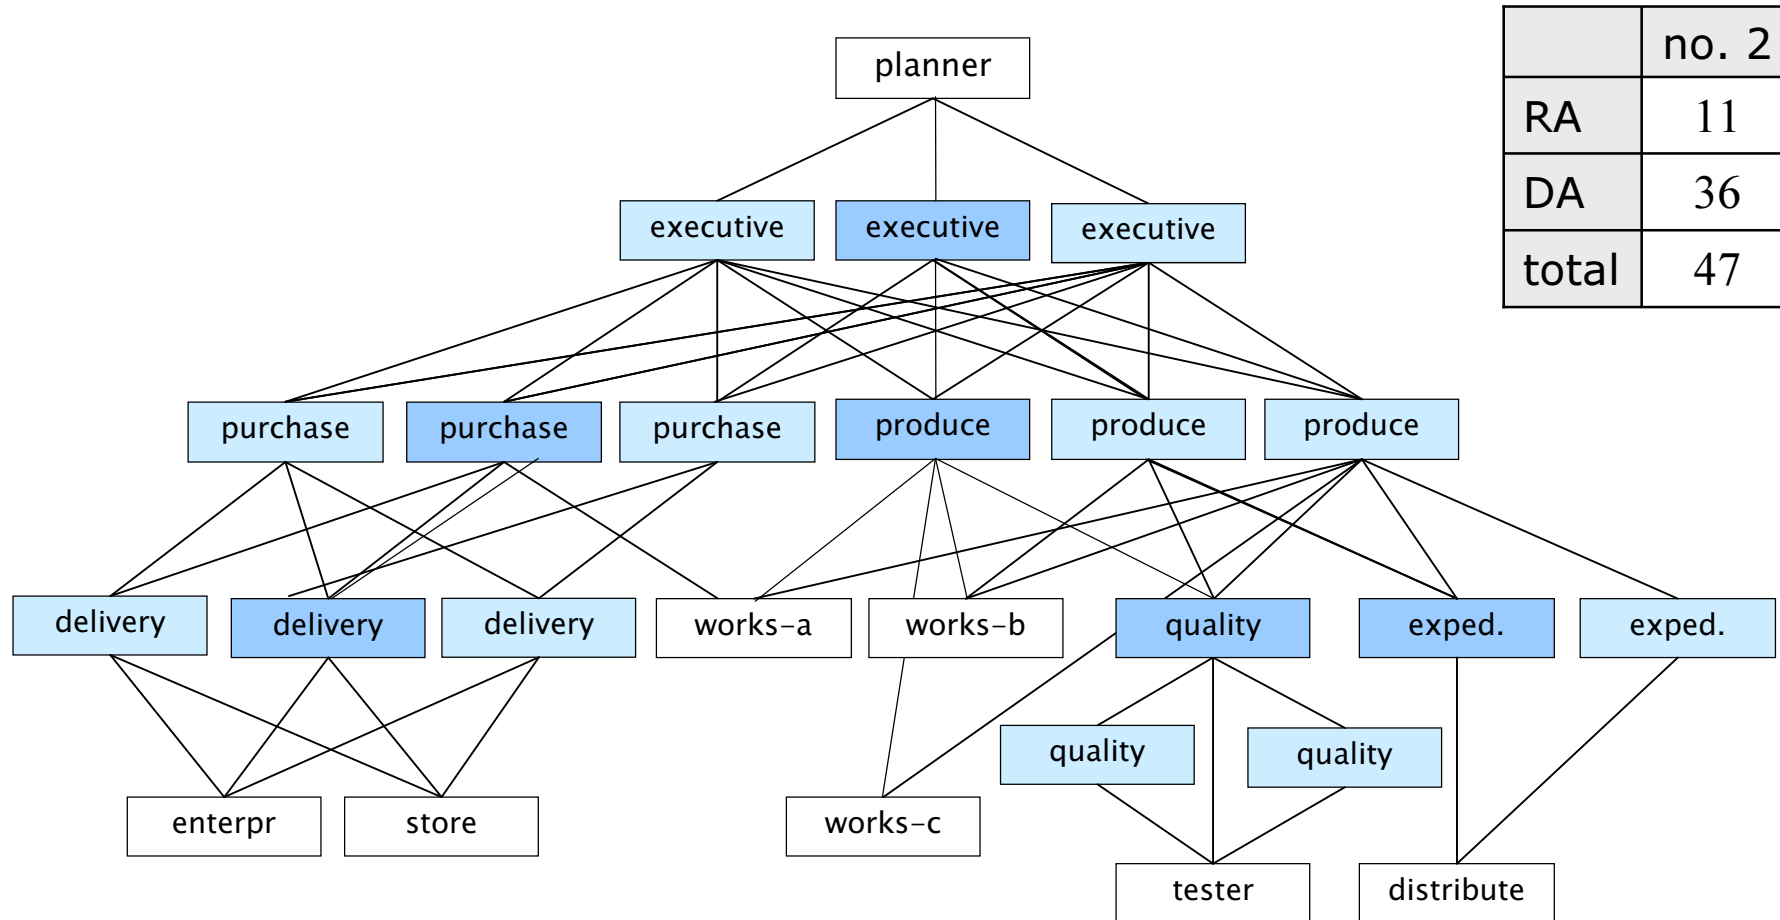 planner
no. 2
RA 11
DA 36
total 47
executive executive executive
purchase purchase purchase produce produce produce
delivery delivery delivery works-a works-b quality exped. exped.
quality quality
enterpr store works-c
tester distribute